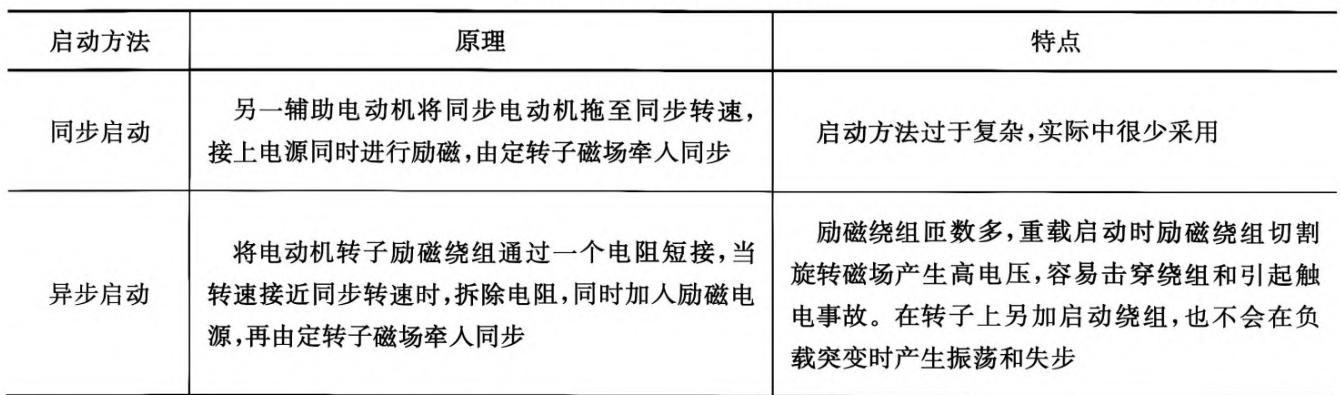 启动方法 原理 特点
同步启动
另一辅助电动机将同步电动机拖至同步转速,
接上电源同时进行励磁,由定转子磁场牵人同步
启动方法过于复杂,实际中很少采用
异步启动
将电动机转子励磁绕组通过一个电阻短接,当
转速接近同步转速时,拆除电阻,同时加人励磁电
源,再由定转子磁场牵人同步
励磁绕组匝数多,重载启动时励磁绕组切割
旋转磁场产生高电压,容易击穿绕组和引起触
电事故。在转子上另加启动绕组,也不会在负
载突变时产生振荡和失步